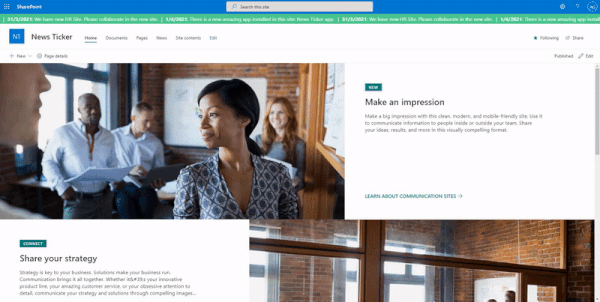 SharePoint
Search this site
| 31/5/2021: We have new HR Site. Please collaborate in the new site. | 1/6/2021: There is a new amazing app installed in this site: News Ticker app | 31/5/2021: We have new HR Site. Please collaborate in the new site. | 1/6/2021: There is a new amazing app install
NT
News Ticker
Home Documents Pages News Site contents Edit
Following Share
New Page details
Published Edit
NEW
Make an impression
Make a big impression with this clean, modern, and mobile-friendly site. Use it
to communicate information to people inside or outside your team. Share
your ideas, results, and more in this visually compelling format.
LEARN ABOUT COMMUNICATION SITES →
CONNECT
Share your strategy
Strategy is key to your business. Solutions make your business run.
Communication brings it all together. Whether it&#39;s your innovative
product line, your amazing customer service, or your obsessive attention to
detail, communicate your strategy and solutions through compelling images...